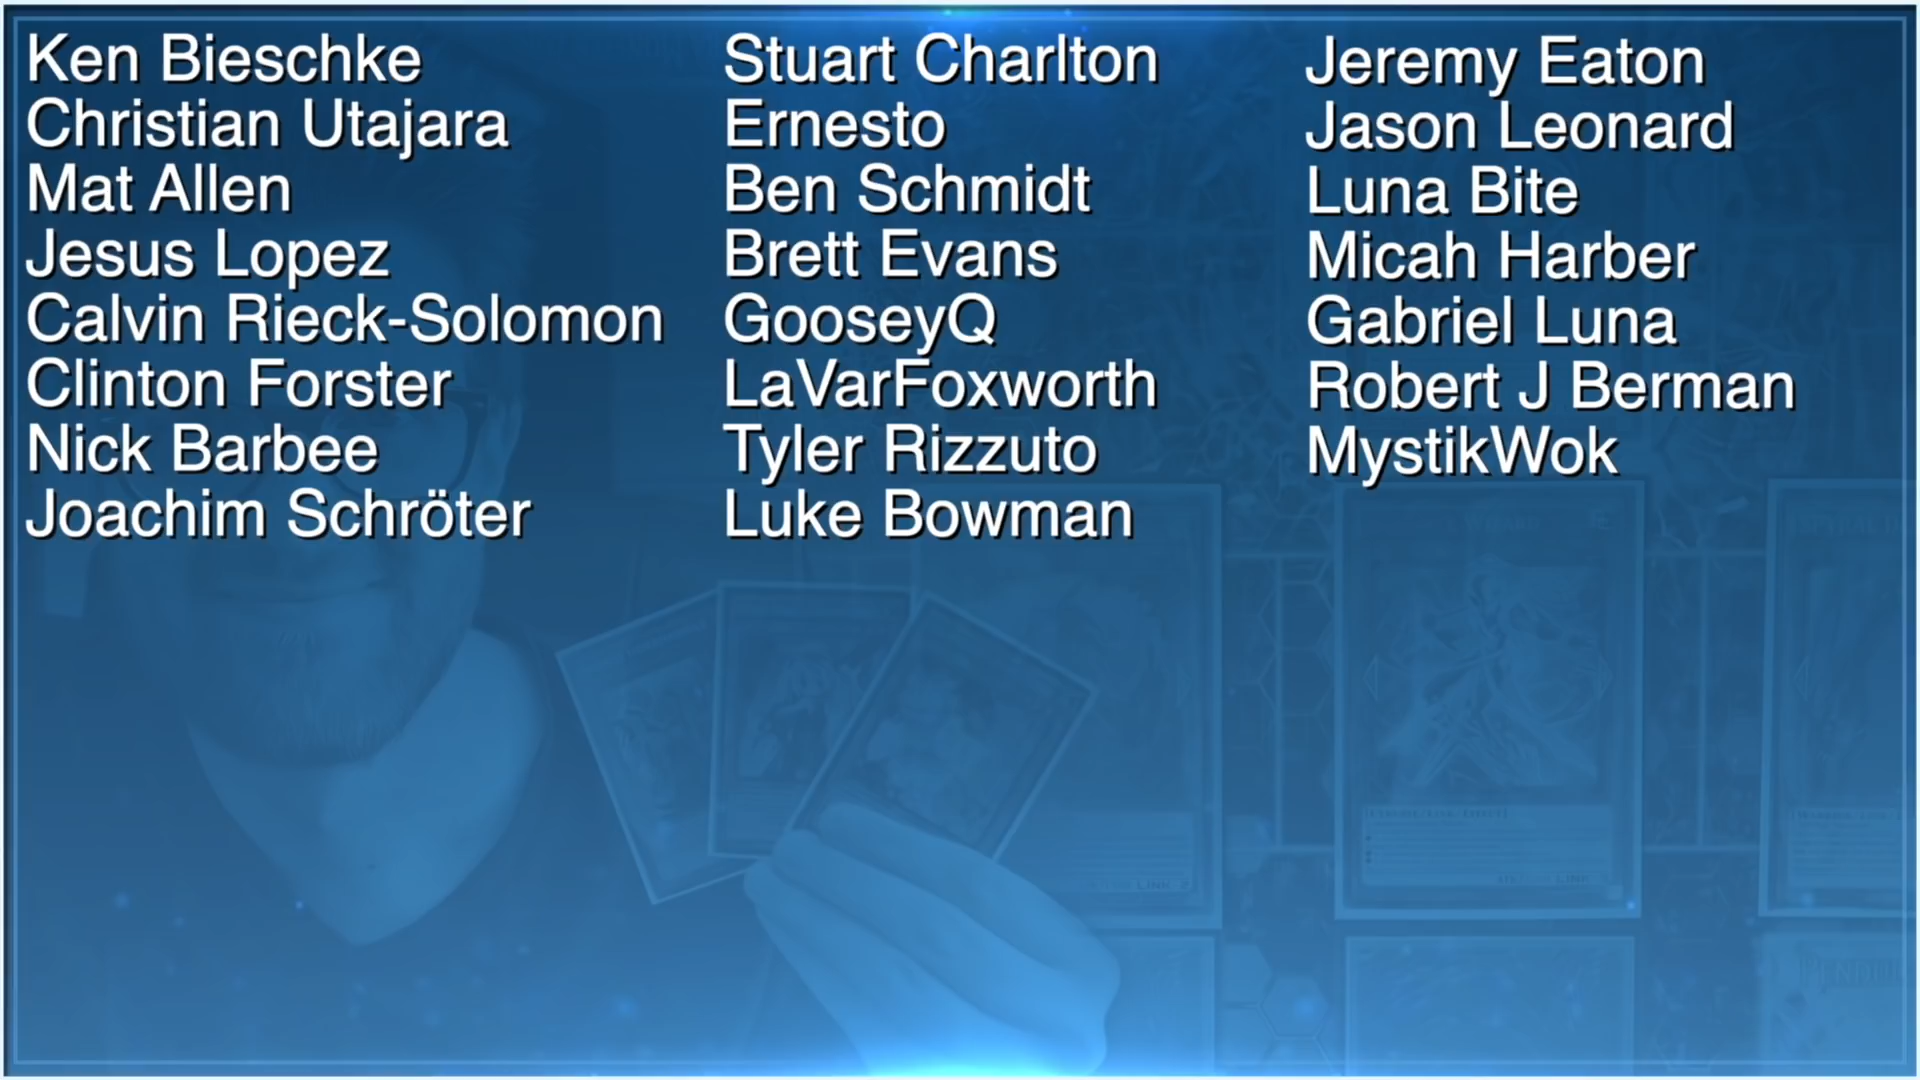 Ken Bieschke
Christian Utajara
Mat Allen
Jesus Lopez
Calvin Rieck-Solomon
Clinton Forster
Nick Barbee
Joachim Schröter
Stuart Charlton
Ernesto
Ben Schmidt
Brett Evans
GooseyQ
LaVarFoxworth
Tyler Rizzuto
Luke Bowman
Jeremy Eaton
Jason Leonard
Luna Bite
Micah Harber
Gabriel Luna
Robert J Berman
MystikWok
LINK-2